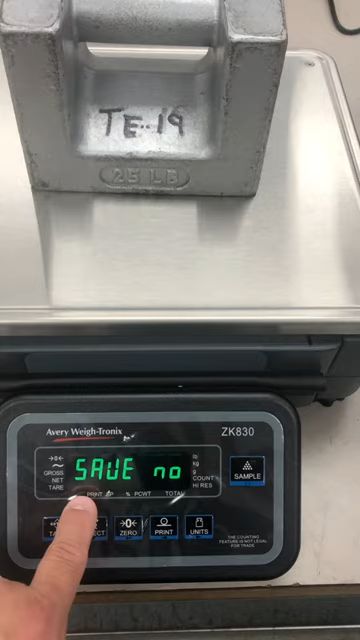 TE-19
25 LB
Avery Weigh-Tronix
ZK830
GROSS
NET
TARE
SAVE no
lb
kg
g
COUNT
HI RES
PRINT
% PCWT TOTAL
SAMPLE
ZERO
PRINT
UNITS
THE COUNTING
FEATURE IS NOT LEGAL
FOR TRADE.